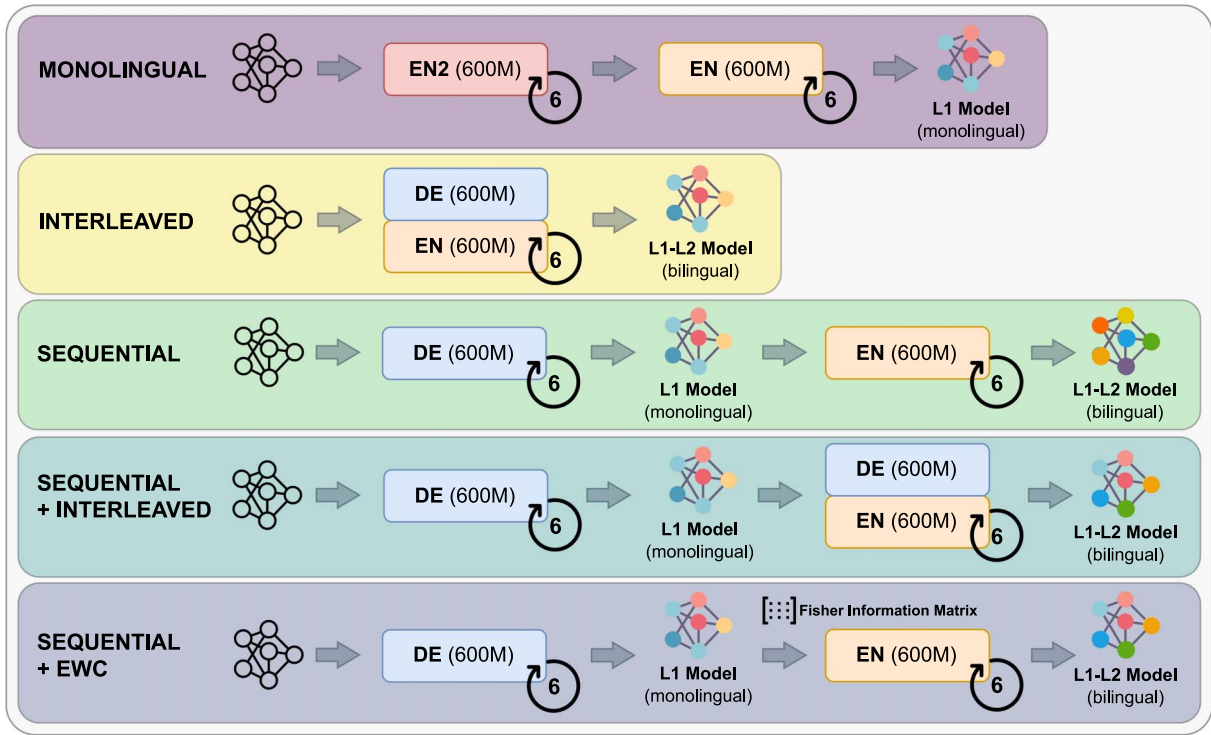 MONOLINGUAL
EN2 (600M)
6
EN (600M)
6
L1 Model
(monolingual)
INTERLEAVED
DE (600M)
EN (600M)
6
L1-L2 Model
(bilingual)
SEQUENTIAL
DE (600M)
6
L1 Model
(monolingual)
EN (600M)
6
L1-L2 Model
(bilingual)
SEQUENTIAL
+ INTERLEAVED
DE (600M)
6
L1 Model
(monolingual)
DE (600M)
EN (600M)
6
L1-L2 Model
(bilingual)
SEQUENTIAL
+ EWC
DE (600M)
6
L1 Model
(monolingual)
Fisher Information Matrix
EN (600M)
6
L1-L2 Model
(bilingual)